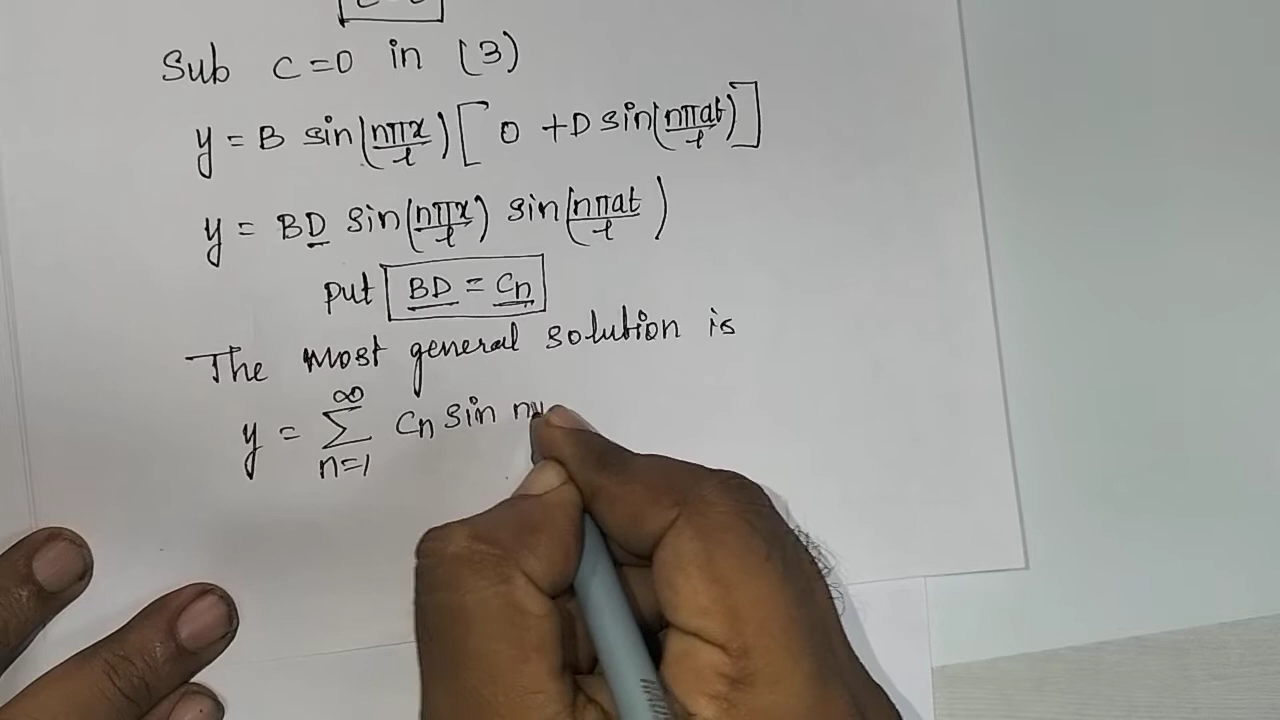 Sub C=0 in (3)
y = B sin(nπx/l) [ 0 + D sin(nπat/l) ]
y = BD sin(nπx/l) sin(nπat/l)
put BD = Cn
The most general solution is
y = ∞∑n=1 Cn sin n